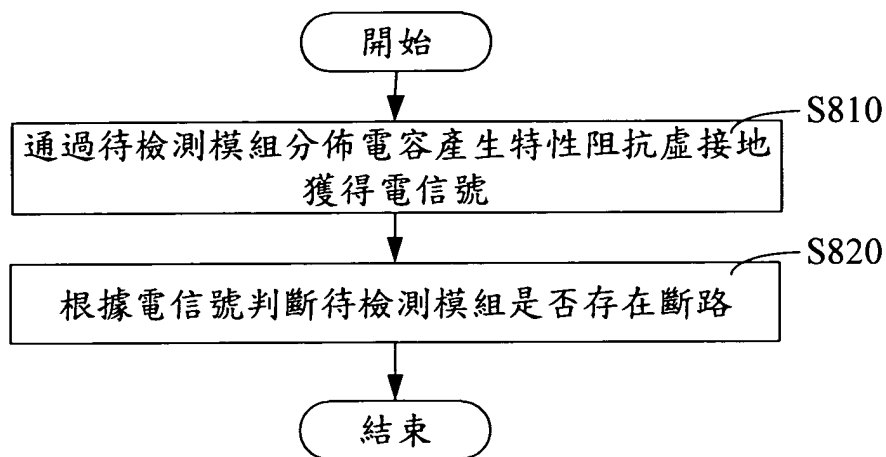 開始
S810
通過待檢測模組分佈電容產生特性阻抗虛接地
獲得電信號
S820
根據電信號判斷待檢測模組是否存在斷路
結束